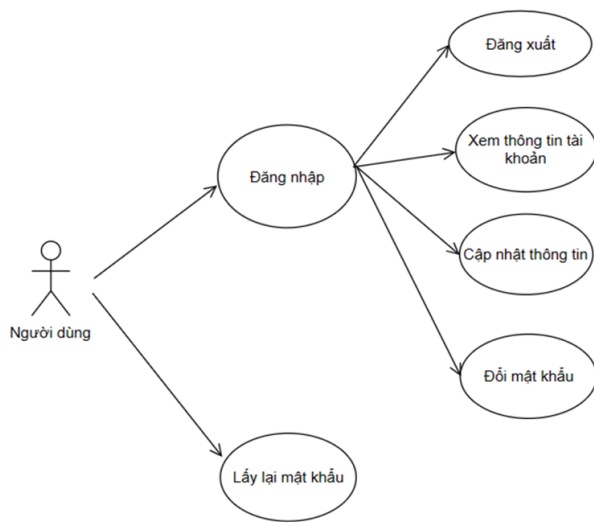 Đăng xuất
Xem thông tin tài
khoản
Đăng nhập
Cập nhật thông tin
Người dùng
Đổi mật khẩu
Lấy lại mật khẩu